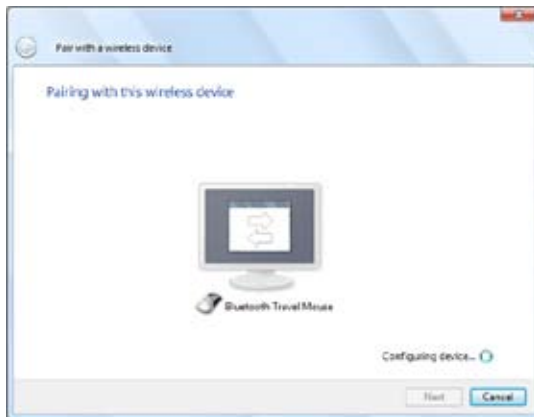 Pair with a wireless device
Pairing with this wireless device
Bluetooth Travel Mouse
Configuring device...
Next
Cancel